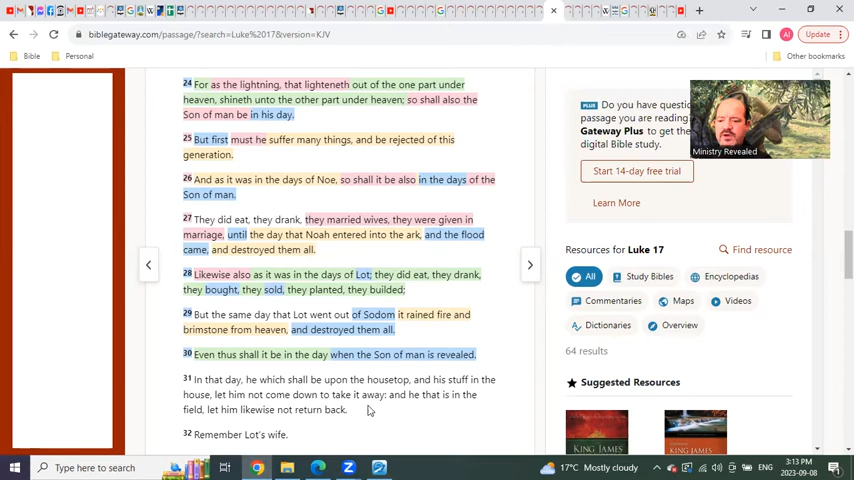 biblegateway.com/passage/?search=Luke%2017&version=KJV
AI
Update
Bible
Personal
Other bookmarks
24 For as the lightning, that lighteneth out of the one part under
heaven, shineth unto the other part under heaven; so shall also the
Son of man be in his day.
25 But first must he suffer many things, and be rejected of this
generation.
26 And as it was in the days of Noe, so shall it be also in the days of the
Son of man.
27 They did eat, they drank, they married wives, they were given in
marriage, until the day that Noah entered into the ark, and the flood
came, and destroyed them all.
28 Likewise also as it was in the days of Lot; they did eat, they drank,
they bought, they sold, they planted, they builded;
29 But the same day that Lot went out of Sodom it rained fire and
brimstone from heaven, and destroyed them all.
30 Even thus shall it be in the day when the Son of man is revealed.
31 In that day, he which shall be upon the housetop, and his stuff in the
house, let him not come down to take it away: and he that is in the
field, let him likewise not return back.
32 Remember Lot's wife.
PLUS Do you have questi
passage you are reading
Gateway Plus to get the
digital Bible study.
Start 14-day free trial
Learn More
Ministry Revealed
Resources for Luke 17
Find resource
All
Study Bibles
Encyclopedias
Commentaries
Maps
Videos
Dictionaries
Overview
64 results
Suggested Resources
KING JAMES
KING JAMES
Type here to search
17°C Mostly cloudy
ENG
3:13 PM
2023-09-08